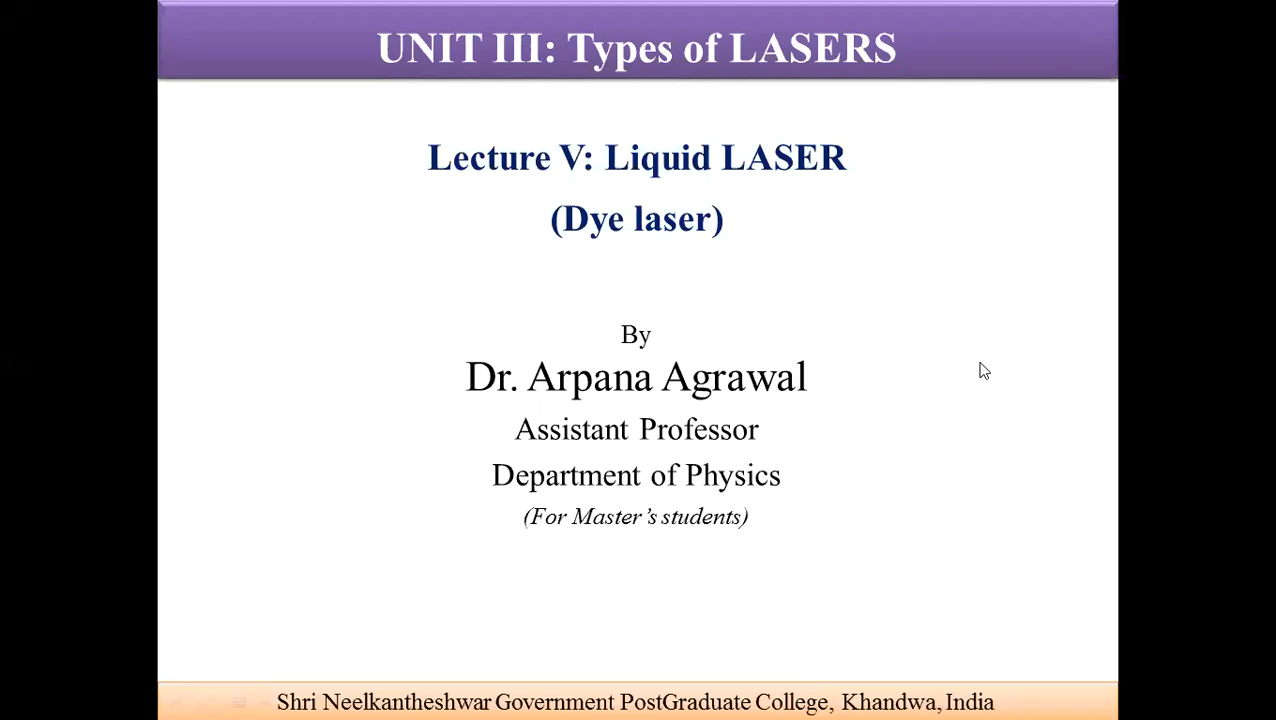 UNIT III: Types of LASERS
Lecture V: Liquid LASER
(Dye laser)
By
Dr. Arpana Agrawal
Assistant Professor
Department of Physics
(For Master's students)
Shri Neelkantheshwar Government PostGraduate College, Khandwa, India